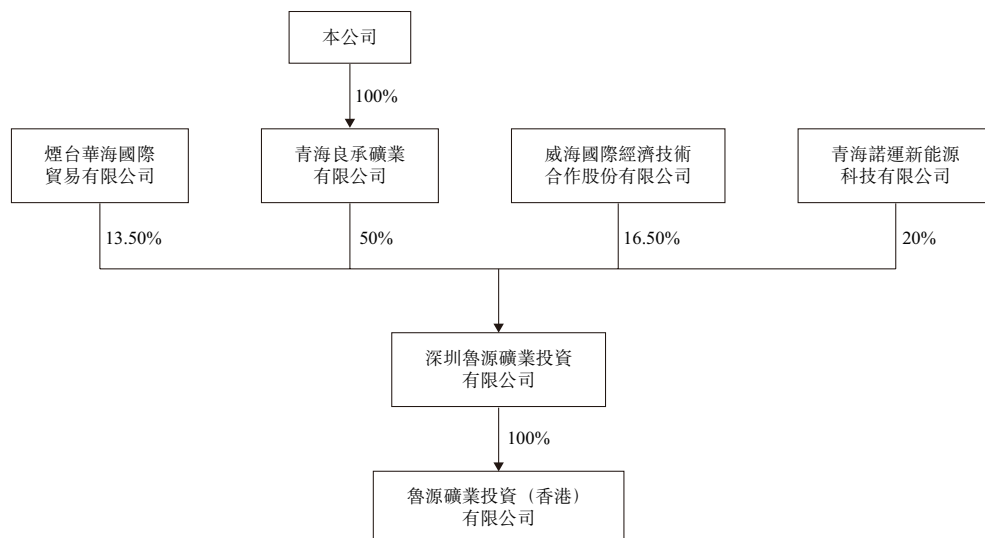 本公司
100%
煙台華海國際
貿易有限公司
青海良承礦業
有限公司
威海國際經濟技術
合作股份有限公司
青海諾運新能源
科技有限公司
13.50%
50%
16.50%
20%
深圳魯源礦業投資
有限公司
100%
魯源礦業投資（香港）
有限公司